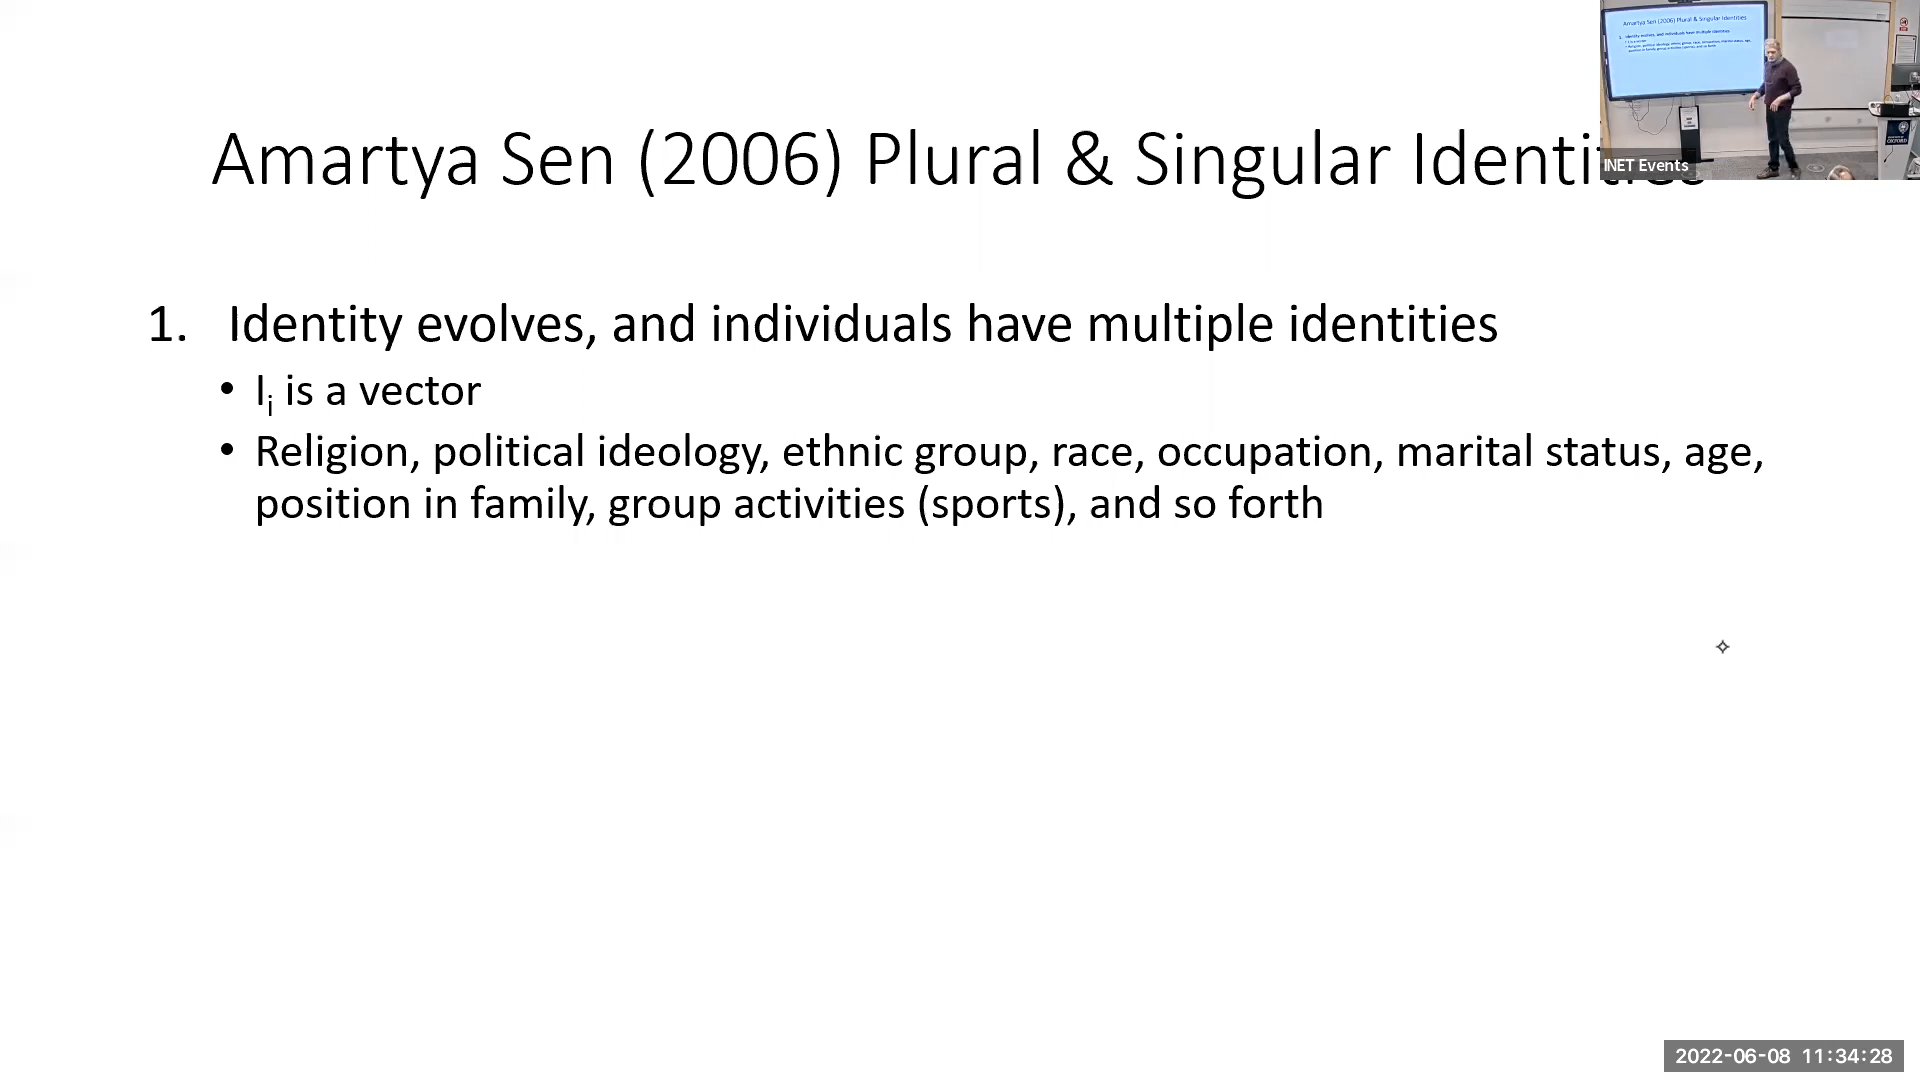 Amartya Sen (2006) Plural & Singular Identities
INET Events
1. Identity evolves, and individuals have multiple identities
• Ii is a vector
• Religion, political ideology, ethnic group, race, occupation, marital status, age,
position in family, group activities (sports), and so forth
2022-06-08 11:34:28